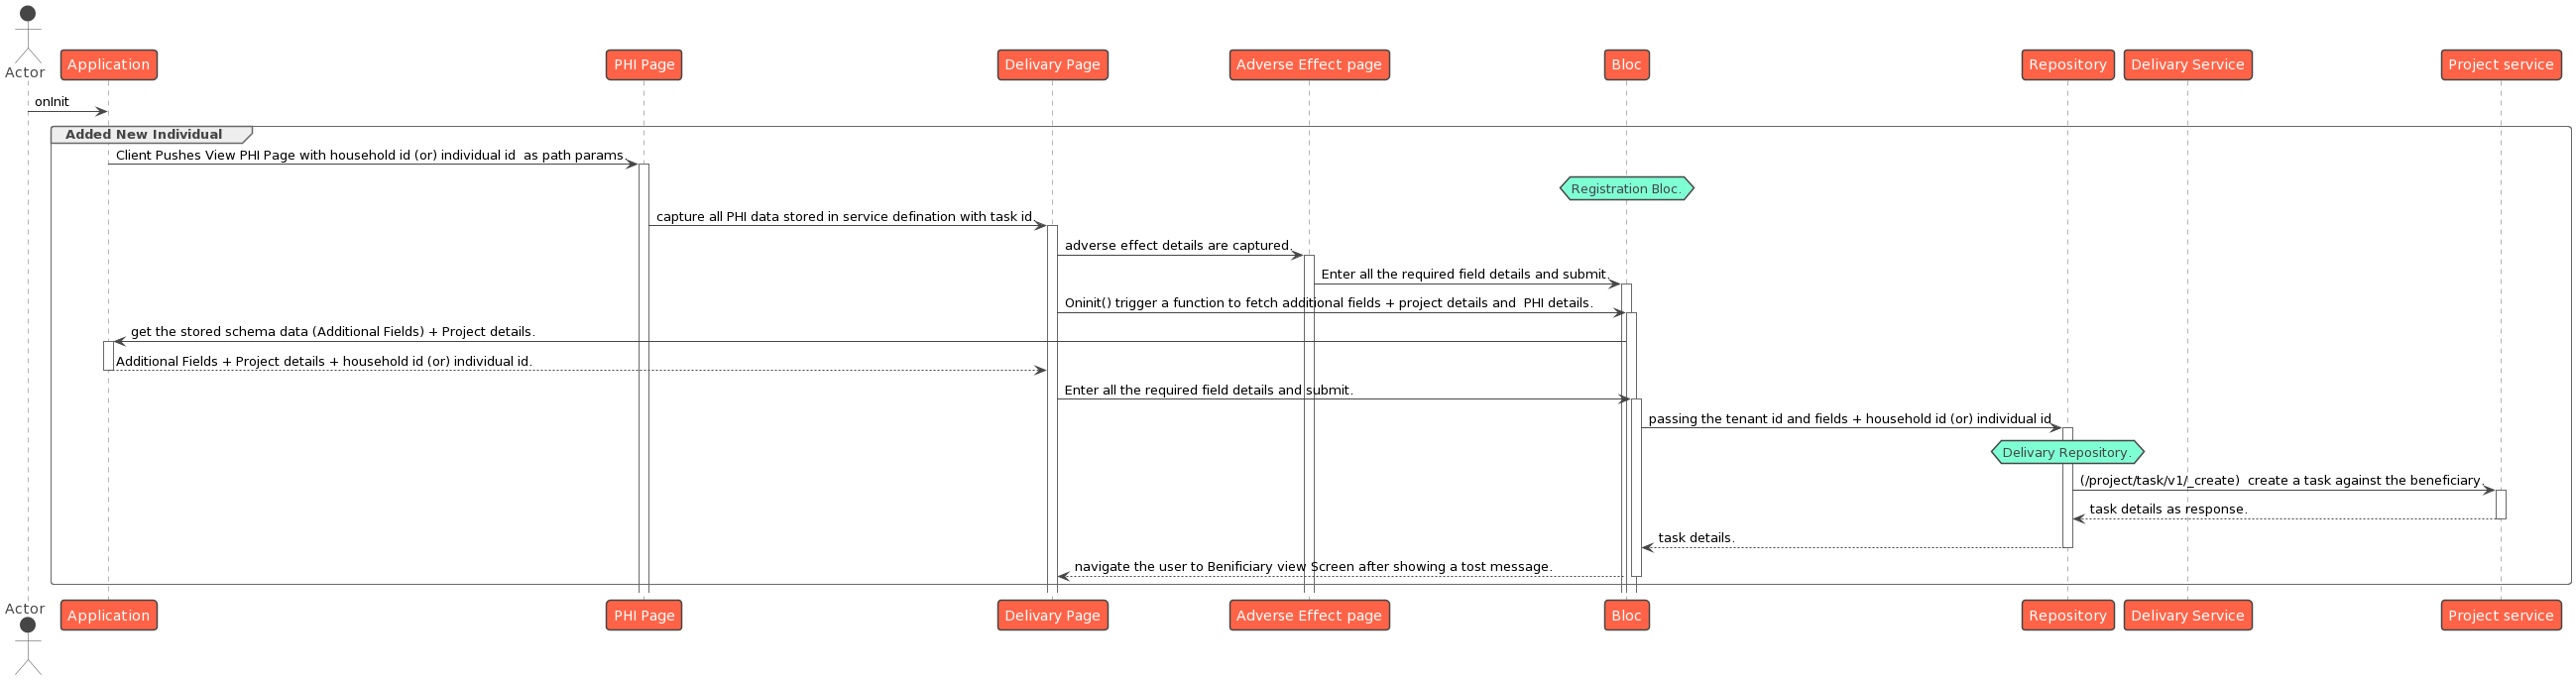 Actor
Application
PHI Page
Delivary Page
Adverse Effect page
Bloc
Repository
Delivary Service
Project service
onInit
Added New Individual
Client Pushes View PHI Page with household id (or) individual id  as path params.
Registration Bloc.
capture all PHI data stored in service defination with task id.
adverse effect details are captured.
Enter all the required field details and submit.
Oninit() trigger a function to fetch additional fields + project details and  PHI details.
get the stored schema data (Additional Fields) + Project details.
Additional Fields + Project details + household id (or) individual id.
Enter all the required field details and submit.
passing the tenant id and fields + household id (or) individual id.
Delivary Repository.
(/project/task/v1/_create)  create a task against the beneficiary.
task details as response.
task details.
navigate the user to Benificiary view Screen after showing a tost message.
Actor
Application
PHI Page
Delivary Page
Adverse Effect page
Bloc
Repository
Delivary Service
Project service